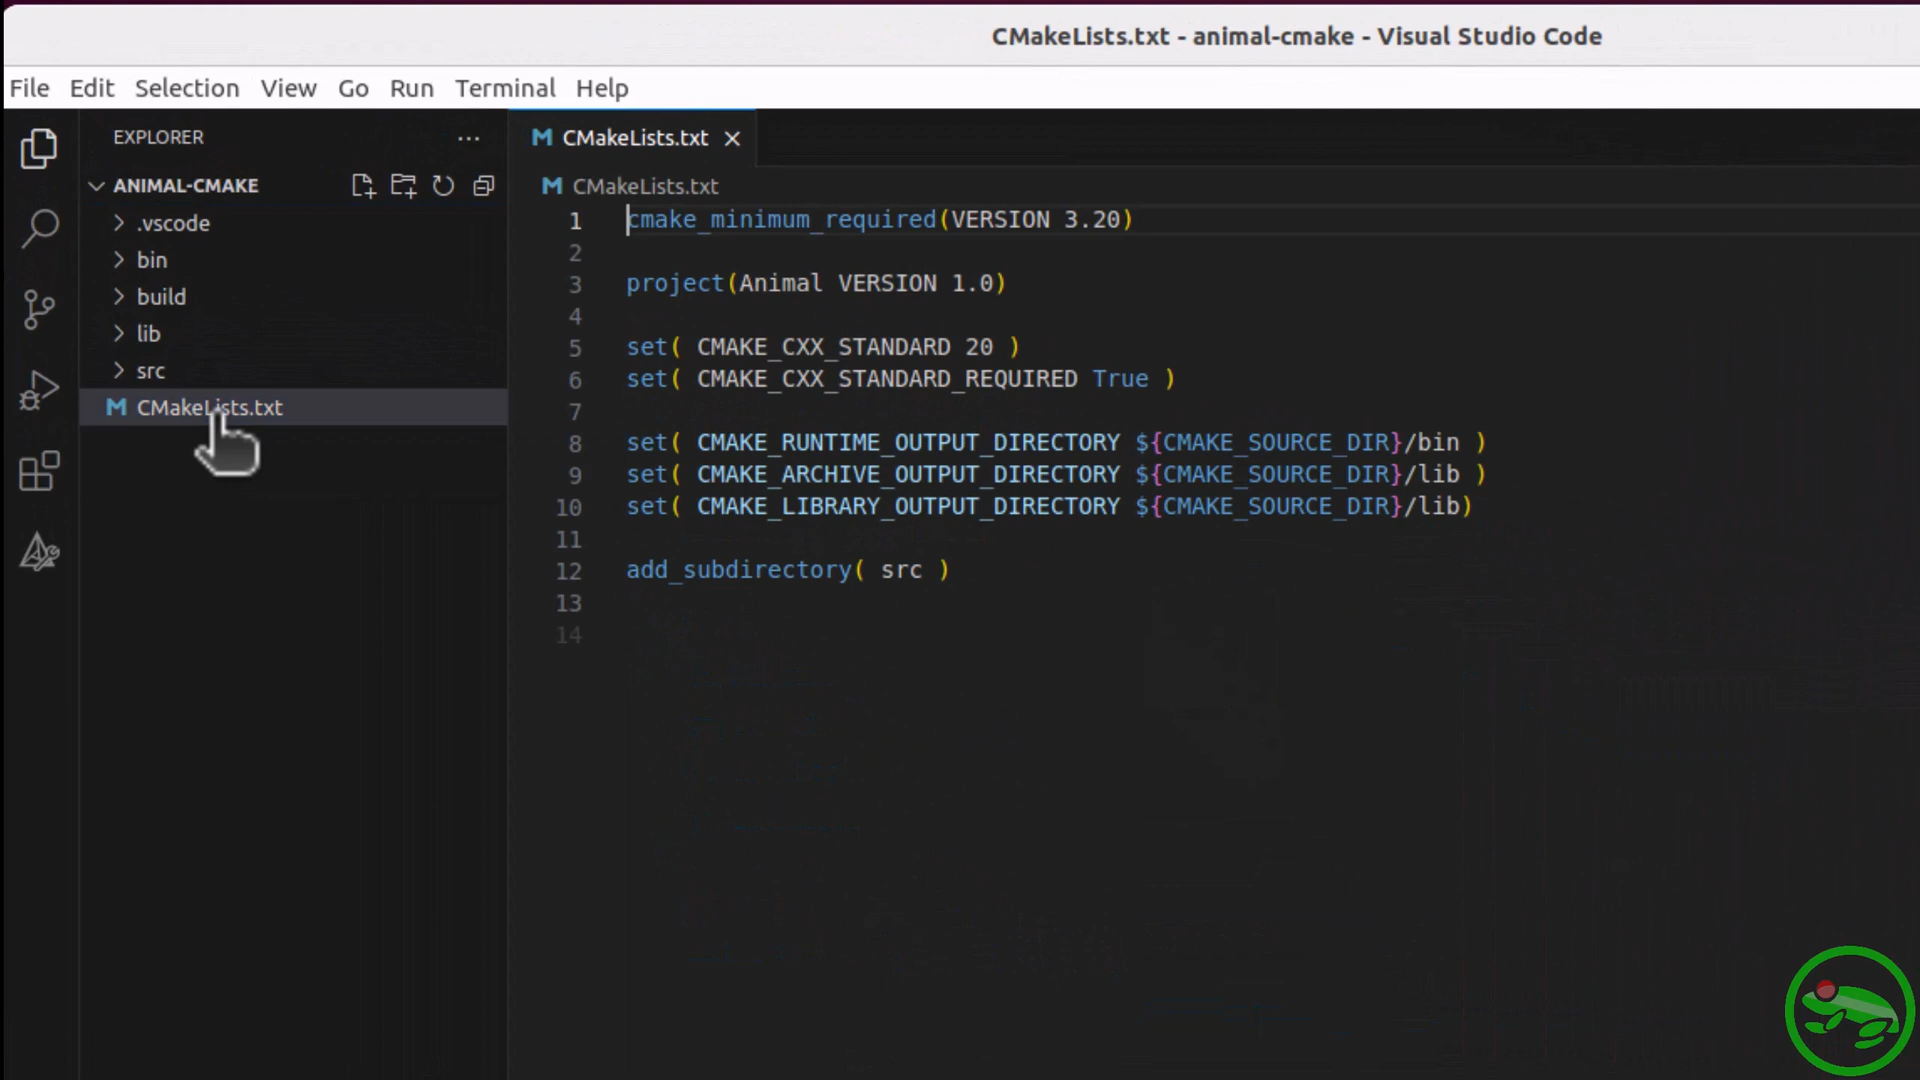 CMakeLists.txt - animal-cmake - Visual Studio Code
File Edit Selection View Go Run Terminal Help
EXPLORER ...
ANIMAL-CMAKE
.vscode
bin
build
lib
src
M CMakeLists.txt
M CMakeLists.txt
M CMakeLists.txt
1 cmake_minimum_required(VERSION 3.20)
2
3 project(Animal VERSION 1.0)
4
5 set( CMAKE_CXX_STANDARD 20 )
6 set( CMAKE_CXX_STANDARD_REQUIRED True )
7
8 set( CMAKE_RUNTIME_OUTPUT_DIRECTORY ${CMAKE_SOURCE_DIR}/bin )
9 set( CMAKE_ARCHIVE_OUTPUT_DIRECTORY ${CMAKE_SOURCE_DIR}/lib )
10 set( CMAKE_LIBRARY_OUTPUT_DIRECTORY ${CMAKE_SOURCE_DIR}/lib)
11
12 add_subdirectory( src )
13
14